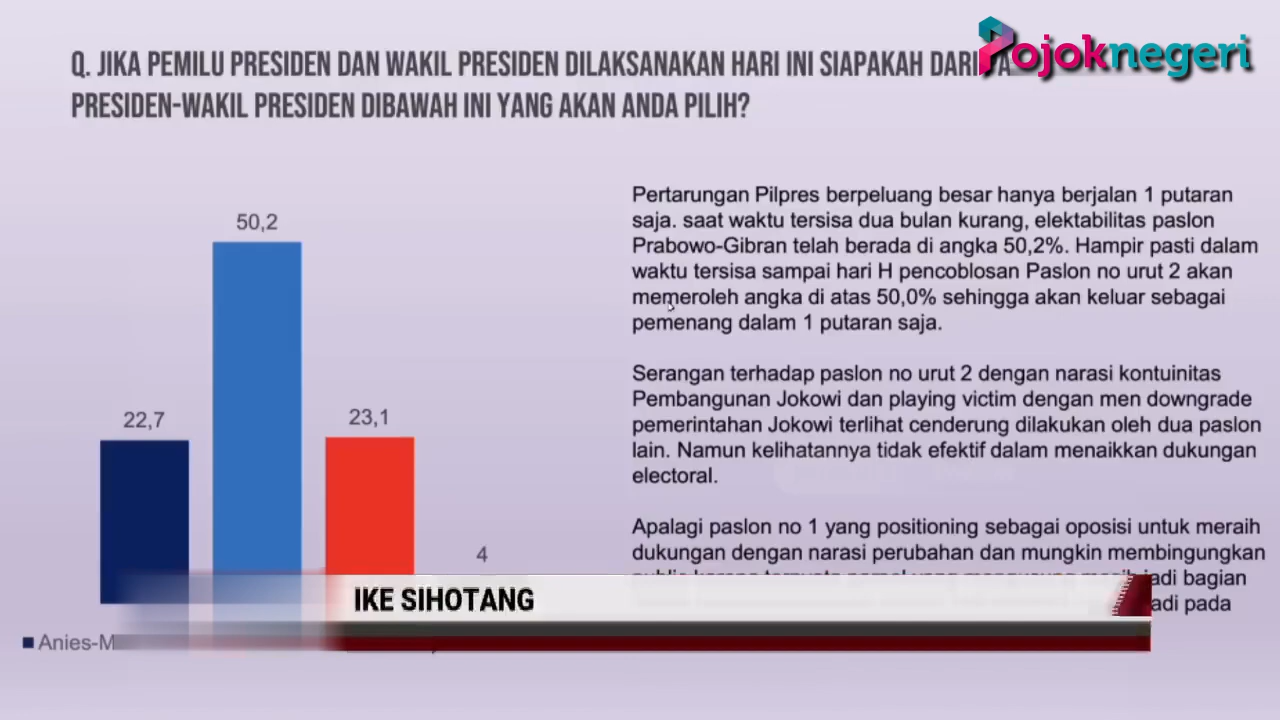 Pojoknegeri
Q. JIKA PEMILU PRESIDEN DAN WAKIL PRESIDEN DILAKSANAKAN HARI INI SIAPAKAH
PRESIDEN-WAKIL PRESIDEN DIBAWAH INI YANG AKAN ANDA PILIH?
50,2
22,7
23,1
4
Pertarungan Pilpres berpeluang besar hanya berjalan 1 putaran
saja. saat waktu tersisa dua bulan kurang, elektabilitas paslon
Prabowo-Gibran telah berada di angka 50,2%. Hampir pasti dalam
waktu tersisa sampai hari H pencoblosan Paslon no urut 2 akan
memeroleh angka di atas 50,0% sehingga akan keluar sebagai
pemenang dalam 1 putaran saja.
Serangan terhadap paslon no urut 2 dengan narasi kontuinitas
Pembangunan Jokowi dan playing victim dengan men downgrade
pemerintahan Jokowi terlihat cenderung dilakukan oleh dua paslon
lain. Namun kelihatannya tidak efektif dalam menaikkan dukungan
electoral.
Apalagi paslon no 1 yang positioning sebagai oposisi untuk meraih
dukungan dengan narasi perubahan dan mungkin membingungkan
bagian
pada
IKE SIHOTANG
Anies-M